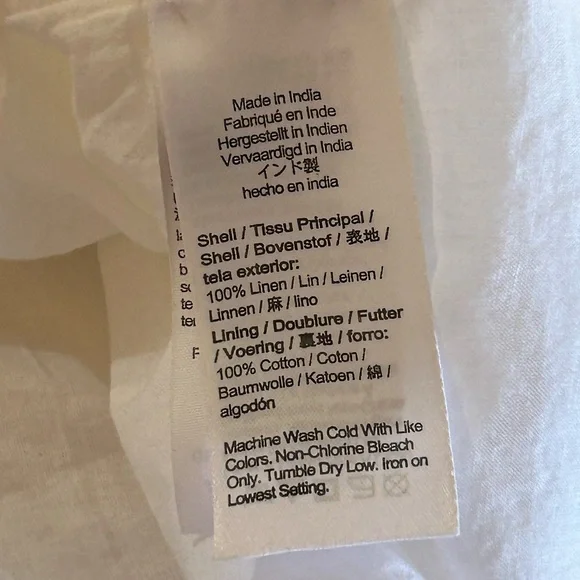 Made in India
Fabriqué en Inde
Hergestellt in Indien
Vervaardigd in India
インド製
hecho en india
Shell / Tissu Principal /
Shell / Bovenstof / 表地 /
tela exterior:
100% Linen / Lin / Leinen /
Linnen / 麻 / lino
Lining / Doublure / Futter
/ Voering / 裏地 / forro:
100% Cotton / Coton /
Baumwolle / Katoen / 綿 /
algodón
Machine Wash Cold With Like
Colors. Non-Chlorine Bleach
Only. Tumble Dry Low. Iron on
Lowest Setting.